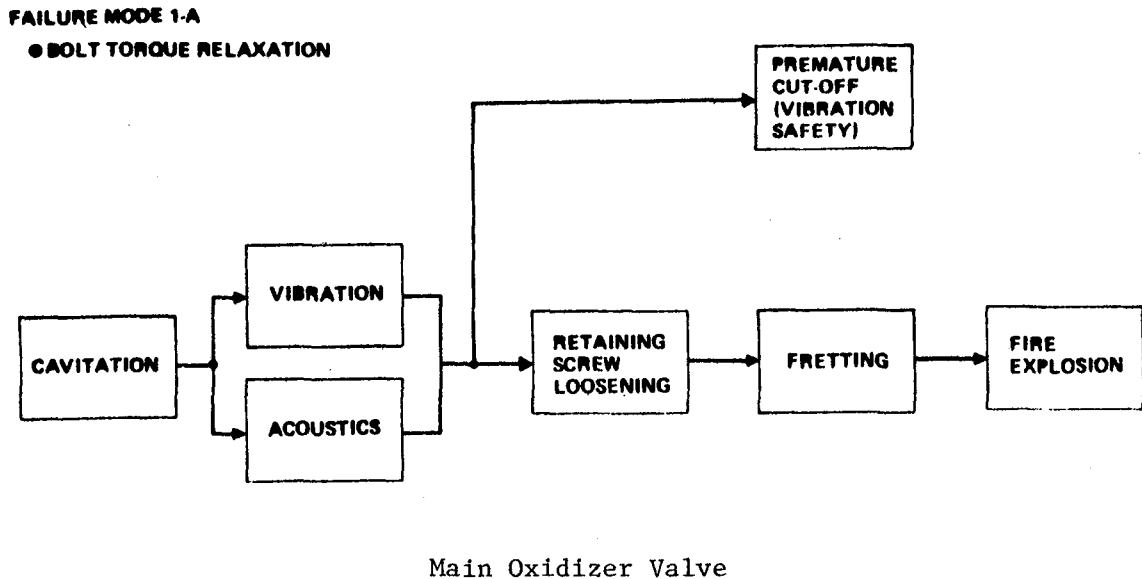 FAILURE MODE 1-A
● BOLT TORQUE RELAXATION
PREMATURE
CUT-OFF
(VIBRATION
SAFETY)
VIBRATION
CAVITATION
ACOUSTICS
RETAINING
SCREW
LOOSENING
FRETTING
FIRE
EXPLOSION
Main Oxidizer Valve